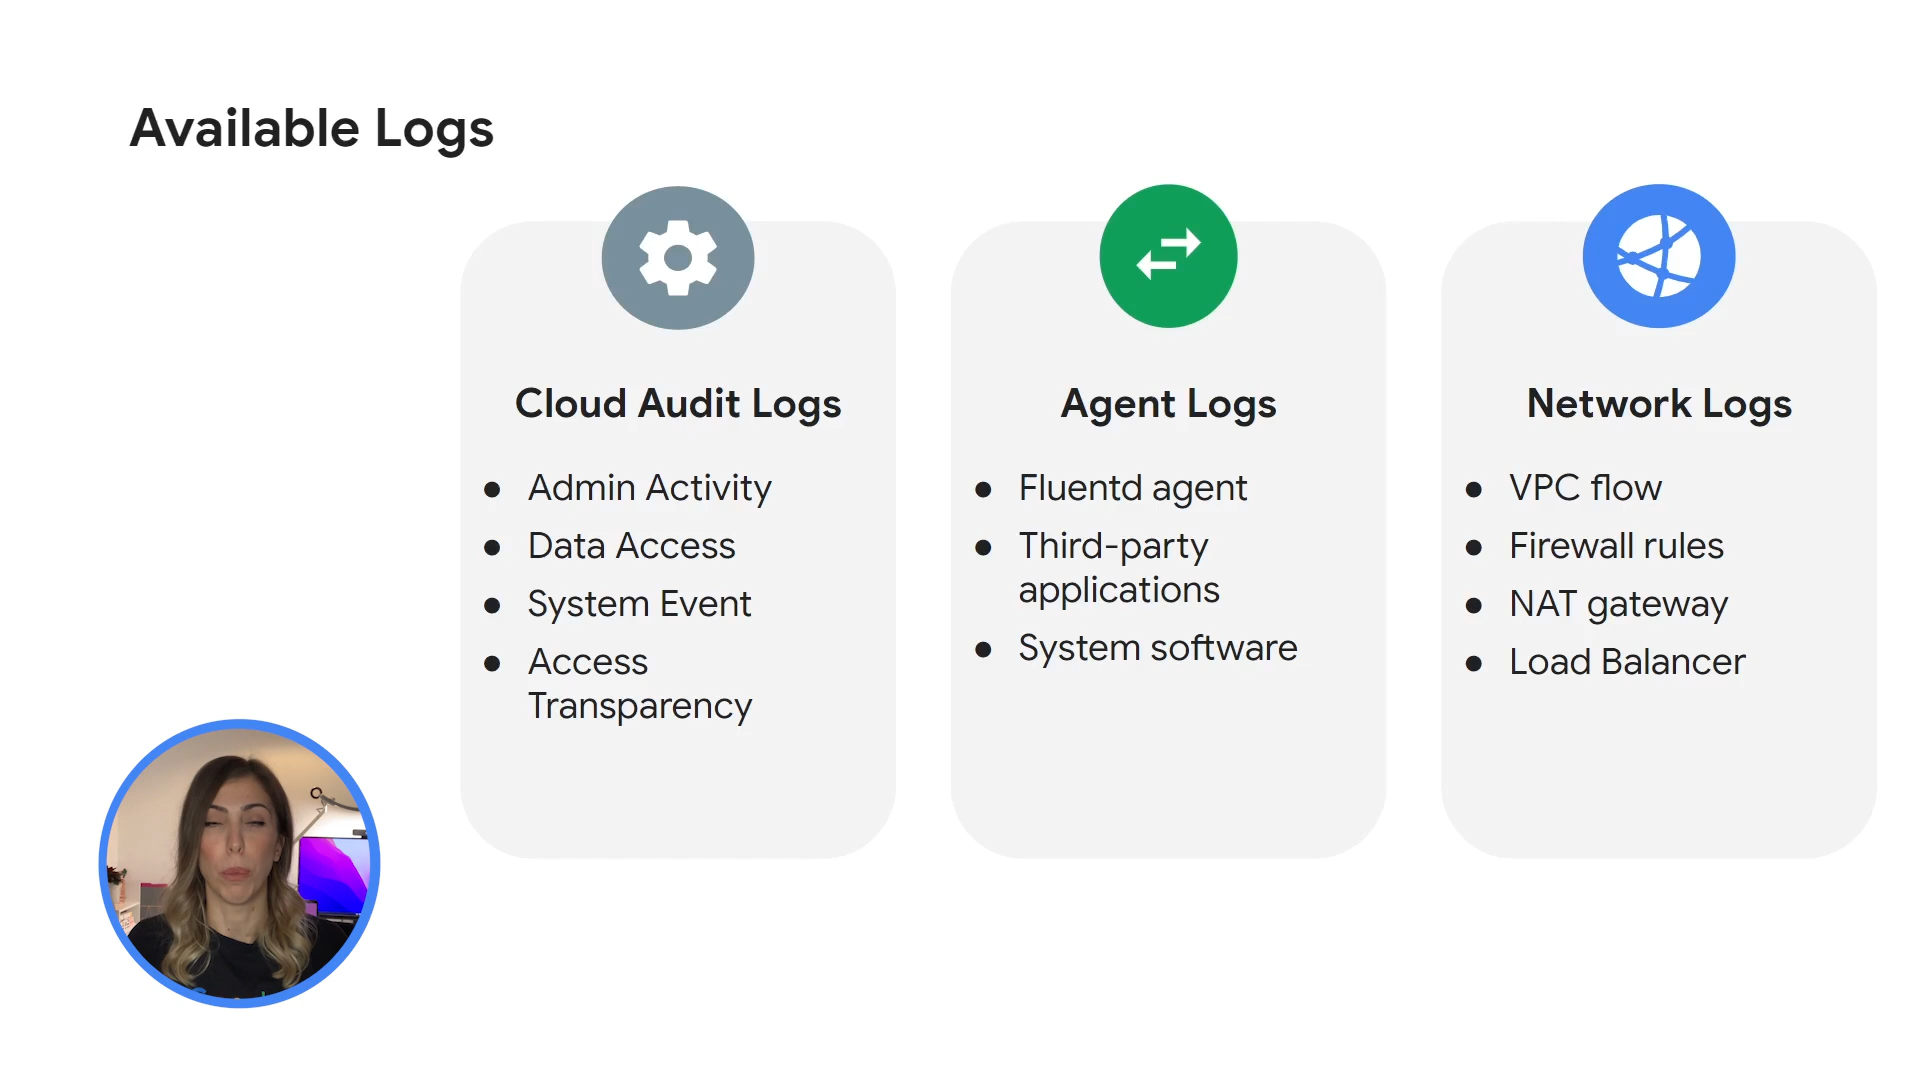 Available Logs
Cloud Audit Logs
● Admin Activity
● Data Access
● System Event
● Access
Transparency
Agent Logs
● Fluentd agent
● Third-party
applications
● System software
Network Logs
● VPC flow
● Firewall rules
● NAT gateway
● Load Balancer